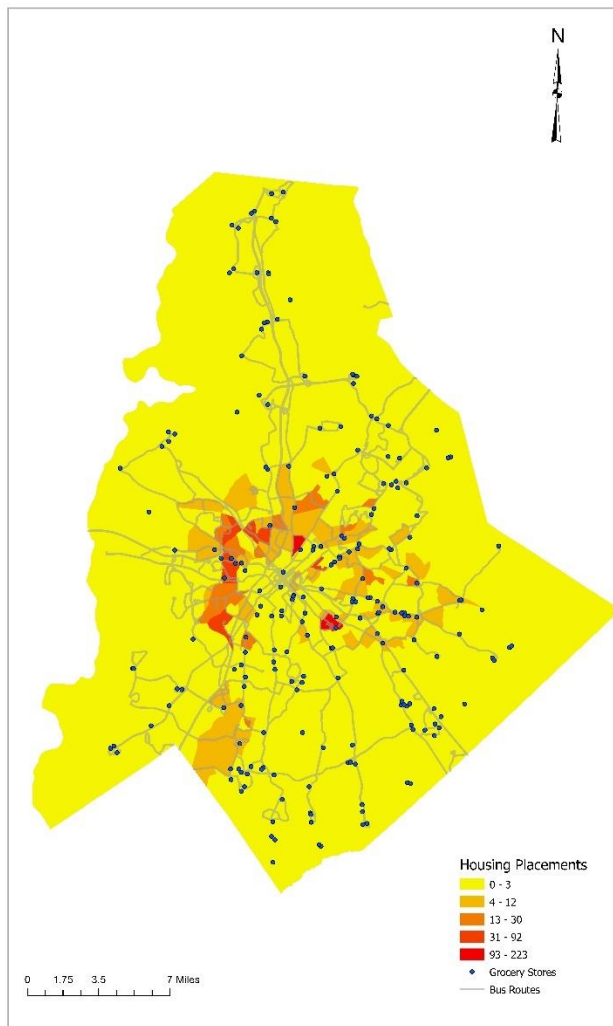 N
Housing Placements
0 - 3
4 - 12
13 - 30
31 - 92
93 - 223
Grocery Stores
Bus Routes
0 1.75 3.5 7 Miles